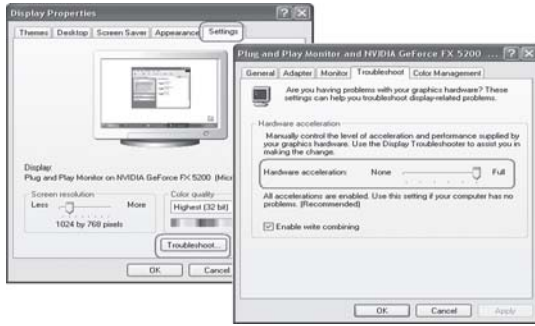 Display Properties
Themes Desktop Screen Saver Appearance Settings
Display:
Plug and Play Monitor on NVIDIA GeForce FX 5200 (Micr
Screen resolution
Less More
1024 by 768 pixels
Color quality
Highest (32 bit)
Troubleshoot...
OK Cancel
Plug and Play Monitor and NVIDIA GeForce FX 5200 ...
General Adapter Monitor Troubleshoot Color Management
Are you having problems with your graphics hardware? These
settings can help you troubleshoot display-related problems.
Hardware acceleration
Manually control the level of acceleration and performance supplied by
your graphics hardware. Use the Display Troubleshooter to assist you in
making the change.
Hardware acceleration: None Full
All accelerations are enabled. Use this setting if your computer has no
problems. (Recommended)
Enable write combining
OK Cancel Apply